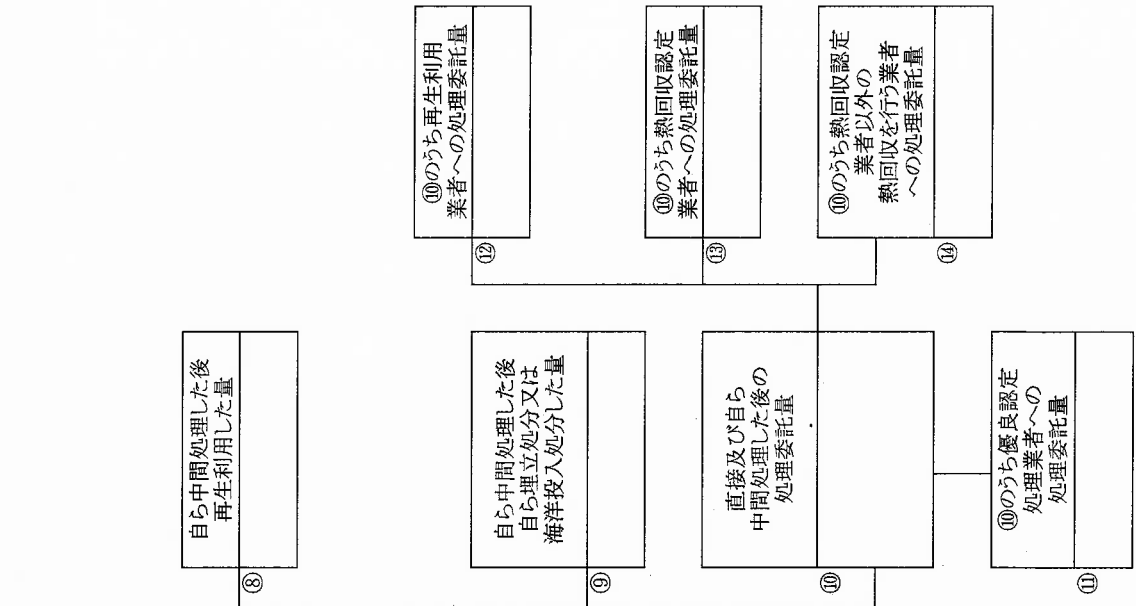 自ら中間処理した後
再生利用した量
⑧
自ら中間処理した後
自ら埋立処分又は
海洋投入処分した量
⑨
直接及び自ら
中間処理した後の
処理委託量
⑩
⑩のうち優良認定
処理業者への
処理委託量
⑪
⑩のうち再生利用
業者への処理委託量
⑫
⑩のうち熱回収認定
業者への処理委託量
⑬
⑩のうち熱回収認定
業者以外の
熱回収を行う業者
への処理委託量
⑭